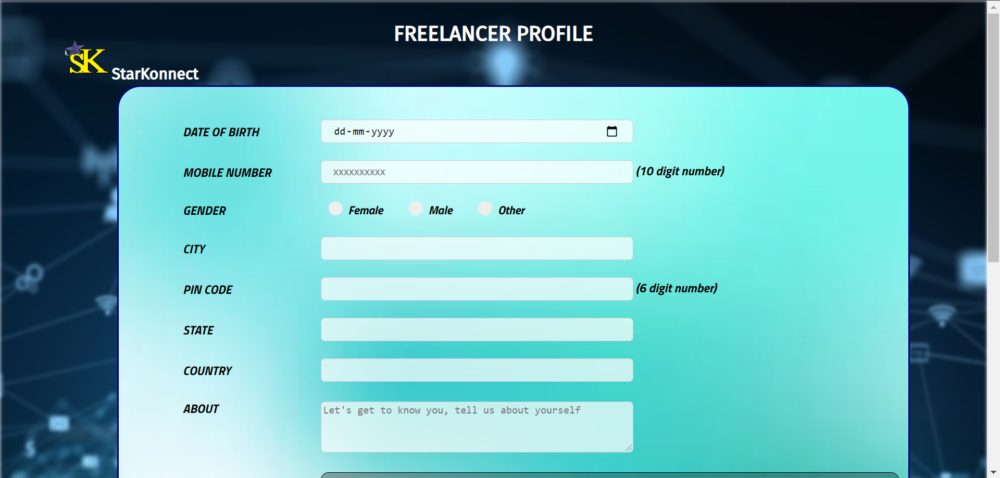 FREELANCER PROFILE
SK StarKonnect
DATE OF BIRTH dd-mm-yyyy
MOBILE NUMBER xxxxxxxxxx (10 digit number)
GENDER Female Male Other
CITY
PIN CODE (6 digit number)
STATE
COUNTRY
ABOUT Let's get to know you, tell us about yourself
$